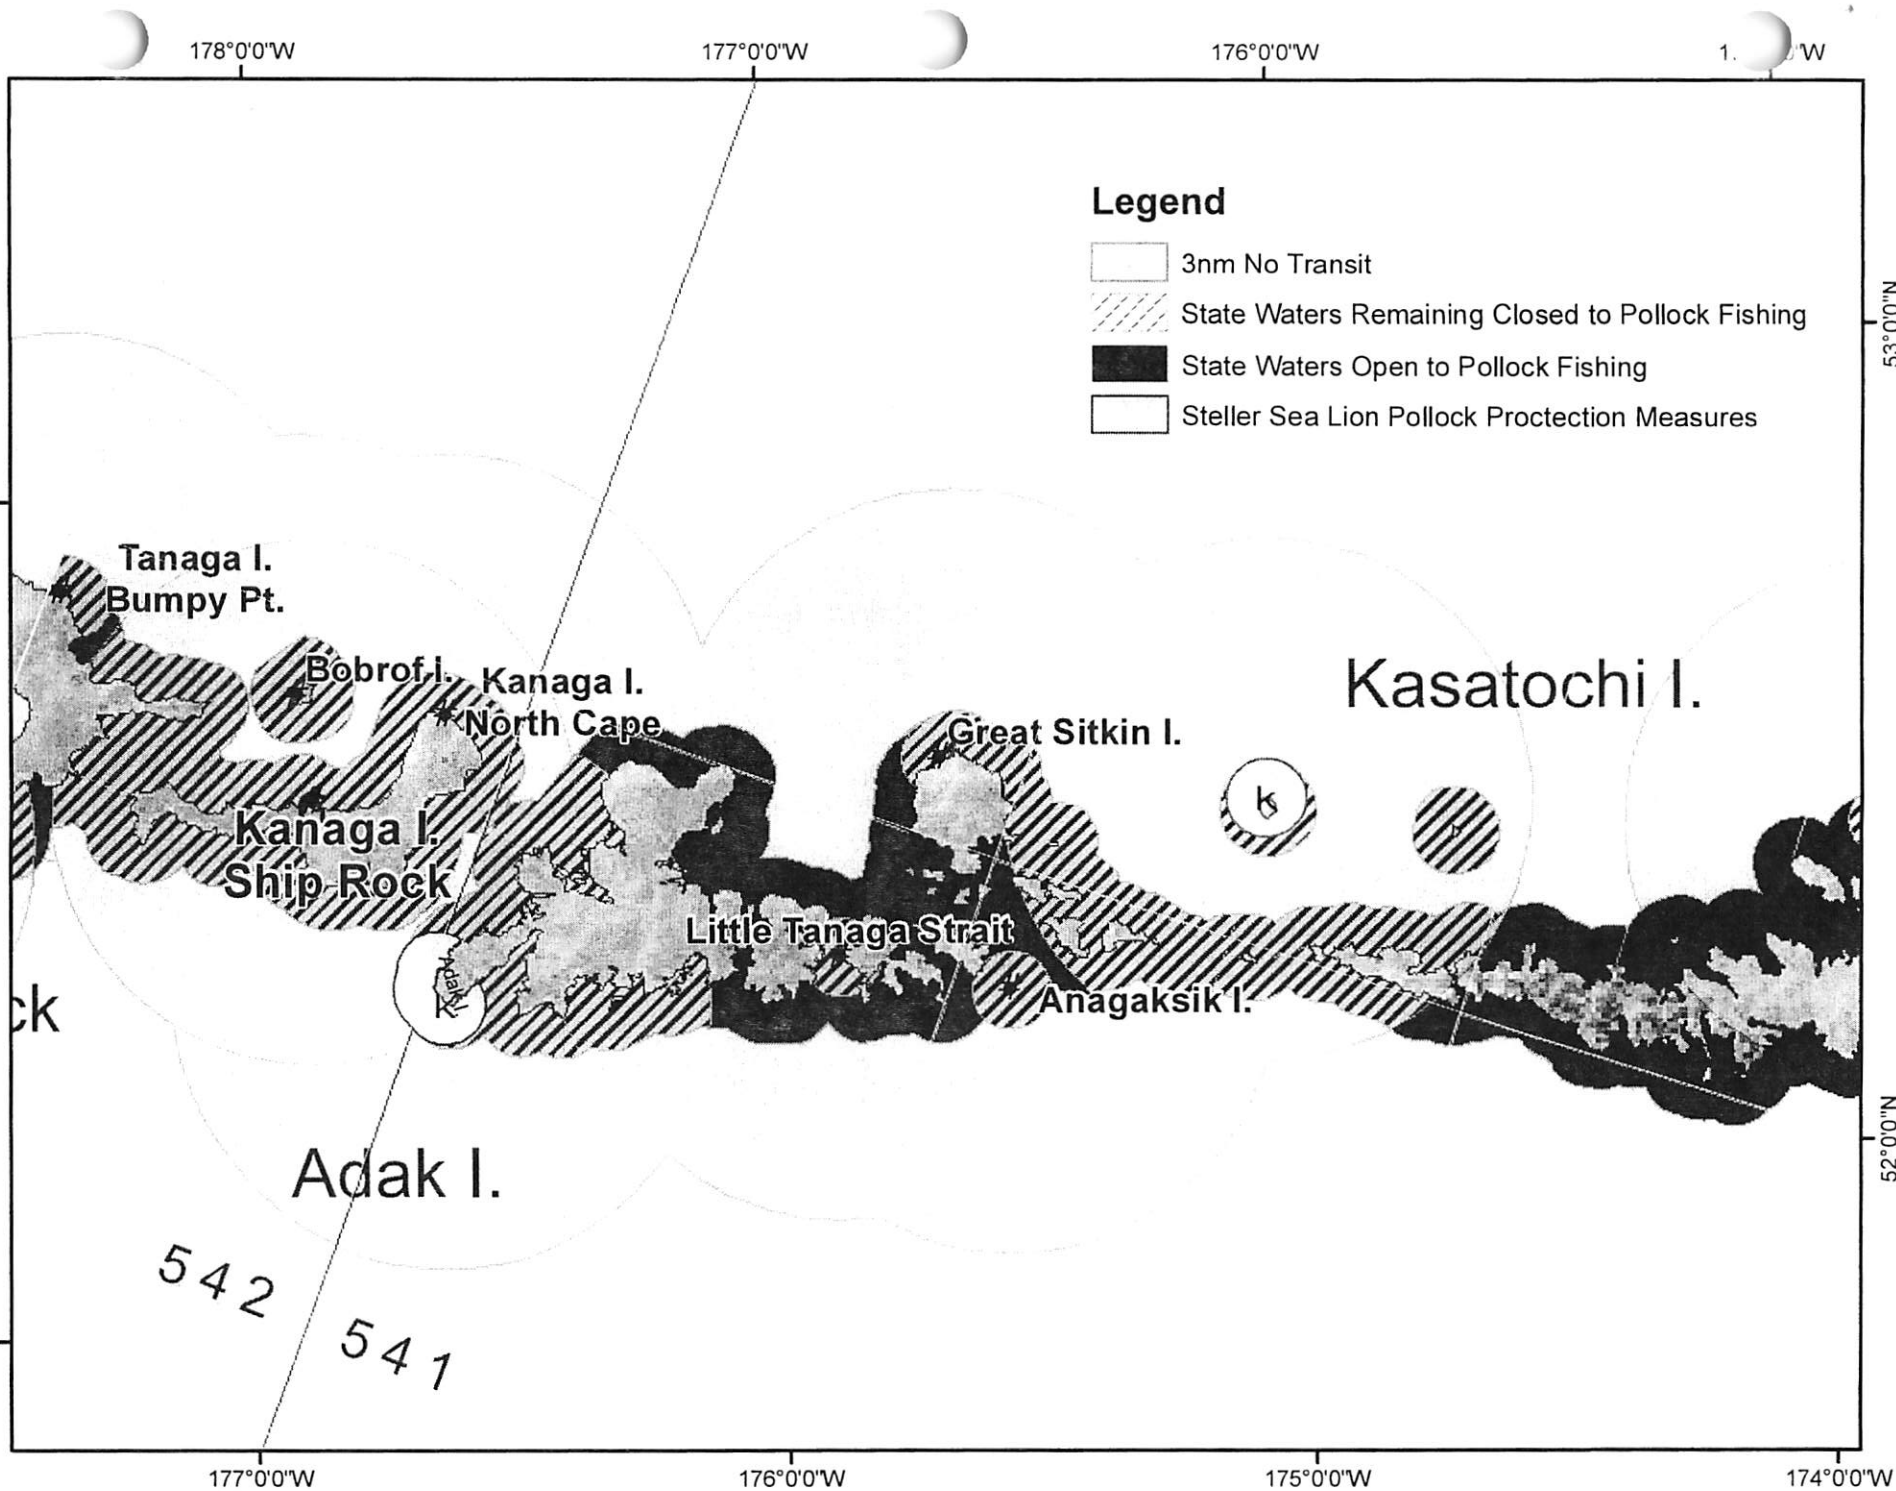 178°0'0"W 177°0'0"W 176°0'0"W
Legend
3nm No Transit
State Waters Remaining Closed to Pollock Fishing
State Waters Open to Pollock Fishing
Steller Sea Lion Pollock Proctection Measures
53°0'0"N
Tanaga I.
Bumpy Pt.
Bobrof I.
Kanaga I.
North Cape
Great Sitkin I.
Kasatochi I.
Kanaga I.
Ship Rock
Little Tanaga Strait
Adak I.
Anagaksik I.
ck
Adak I.
52°0'0"N
542
541
177°0'0"W 176°0'0"W 175°0'0"W 174°0'0"W